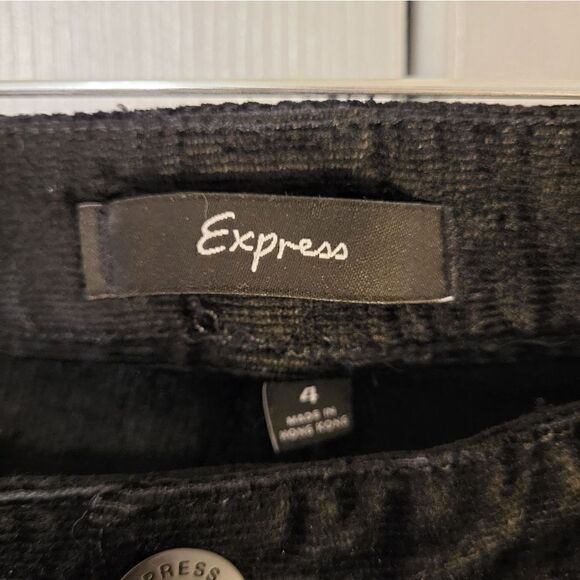 Express
4
MADE IN
HONG KONG
PRESS